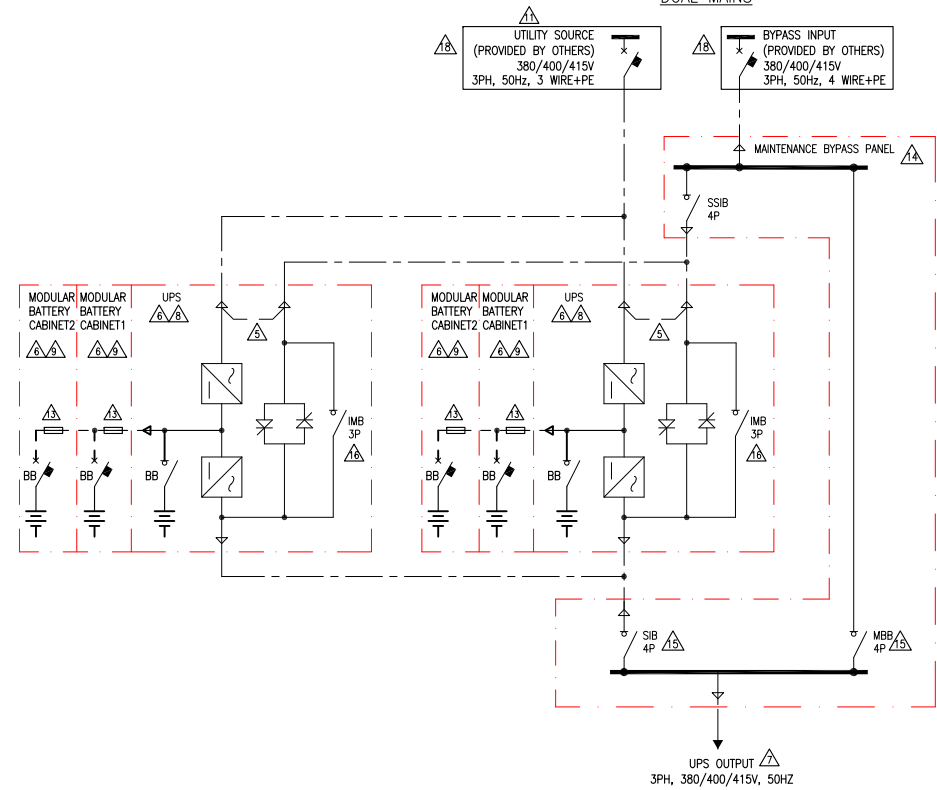 DUAL MAINS
11
18
UTILITY SOURCE
(PROVIDED BY OTHERS)
380/400/415V
3PH, 50Hz, 3 WIRE+PE
18
BYPASS INPUT
(PROVIDED BY OTHERS)
380/400/415V
3PH, 50Hz, 4 WIRE+PE
MAINTENANCE BYPASS PANEL
14
SSIB
4P
MODULAR
BATTERY
CABINET2
6 9
MODULAR
BATTERY
CABINET1
6 9
UPS
6 8
5
13
13
BB
BB
BB
IMB
3P
16
MODULAR
BATTERY
CABINET2
6 9
MODULAR
BATTERY
CABINET1
6 9
UPS
6 8
5
13
13
BB
BB
BB
IMB
3P
16
SIB
4P
15
MBB
4P
15
UPS OUTPUT 7
3PH, 380/400/415V, 50HZ